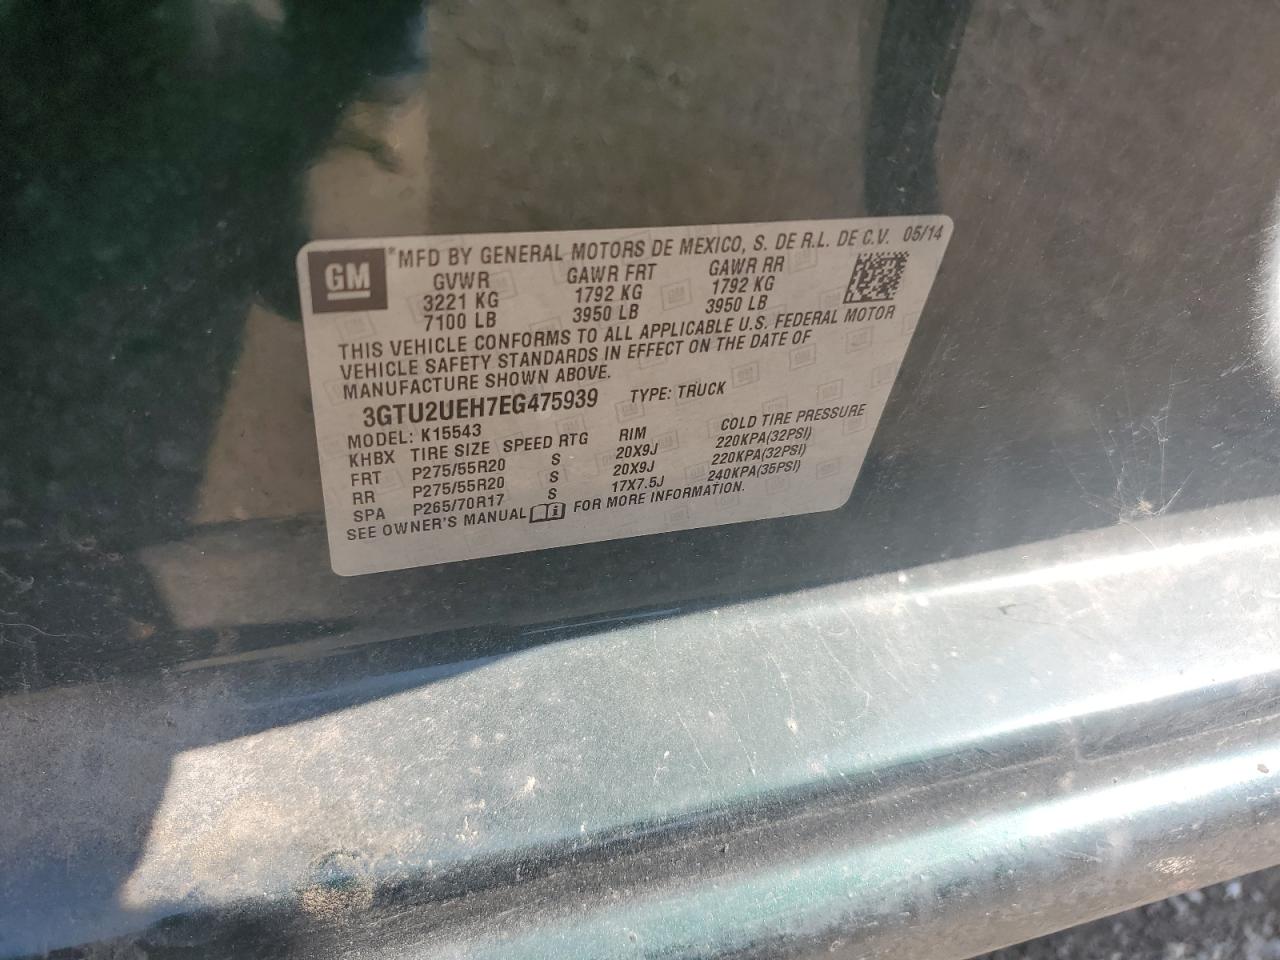 GM
*MFD BY GENERAL MOTORS DE MEXICO, S. DE R.L. DE C.V. 05/14
GVWR GAWR FRT GAWR RR
3221 KG 1792 KG 1792 KG
7100 LB 3950 LB 3950 LB
THIS VEHICLE CONFORMS TO ALL APPLICABLE U.S. FEDERAL MOTOR
VEHICLE SAFETY STANDARDS IN EFFECT ON THE DATE OF
MANUFACTURE SHOWN ABOVE.
3GTU2UEH7EG475939 TYPE: TRUCK
MODEL: K15543
KHBX TIRE SIZE SPEED RTG RIM COLD TIRE PRESSURE
FRT P275/55R20 S 20X9J 220KPA(32PSI)
RR P275/55R20 S 20X9J 220KPA(32PSI)
SPA P265/70R17 S 17X7.5J 240KPA(35PSI)
SEE OWNER'S MANUAL i FOR MORE INFORMATION.